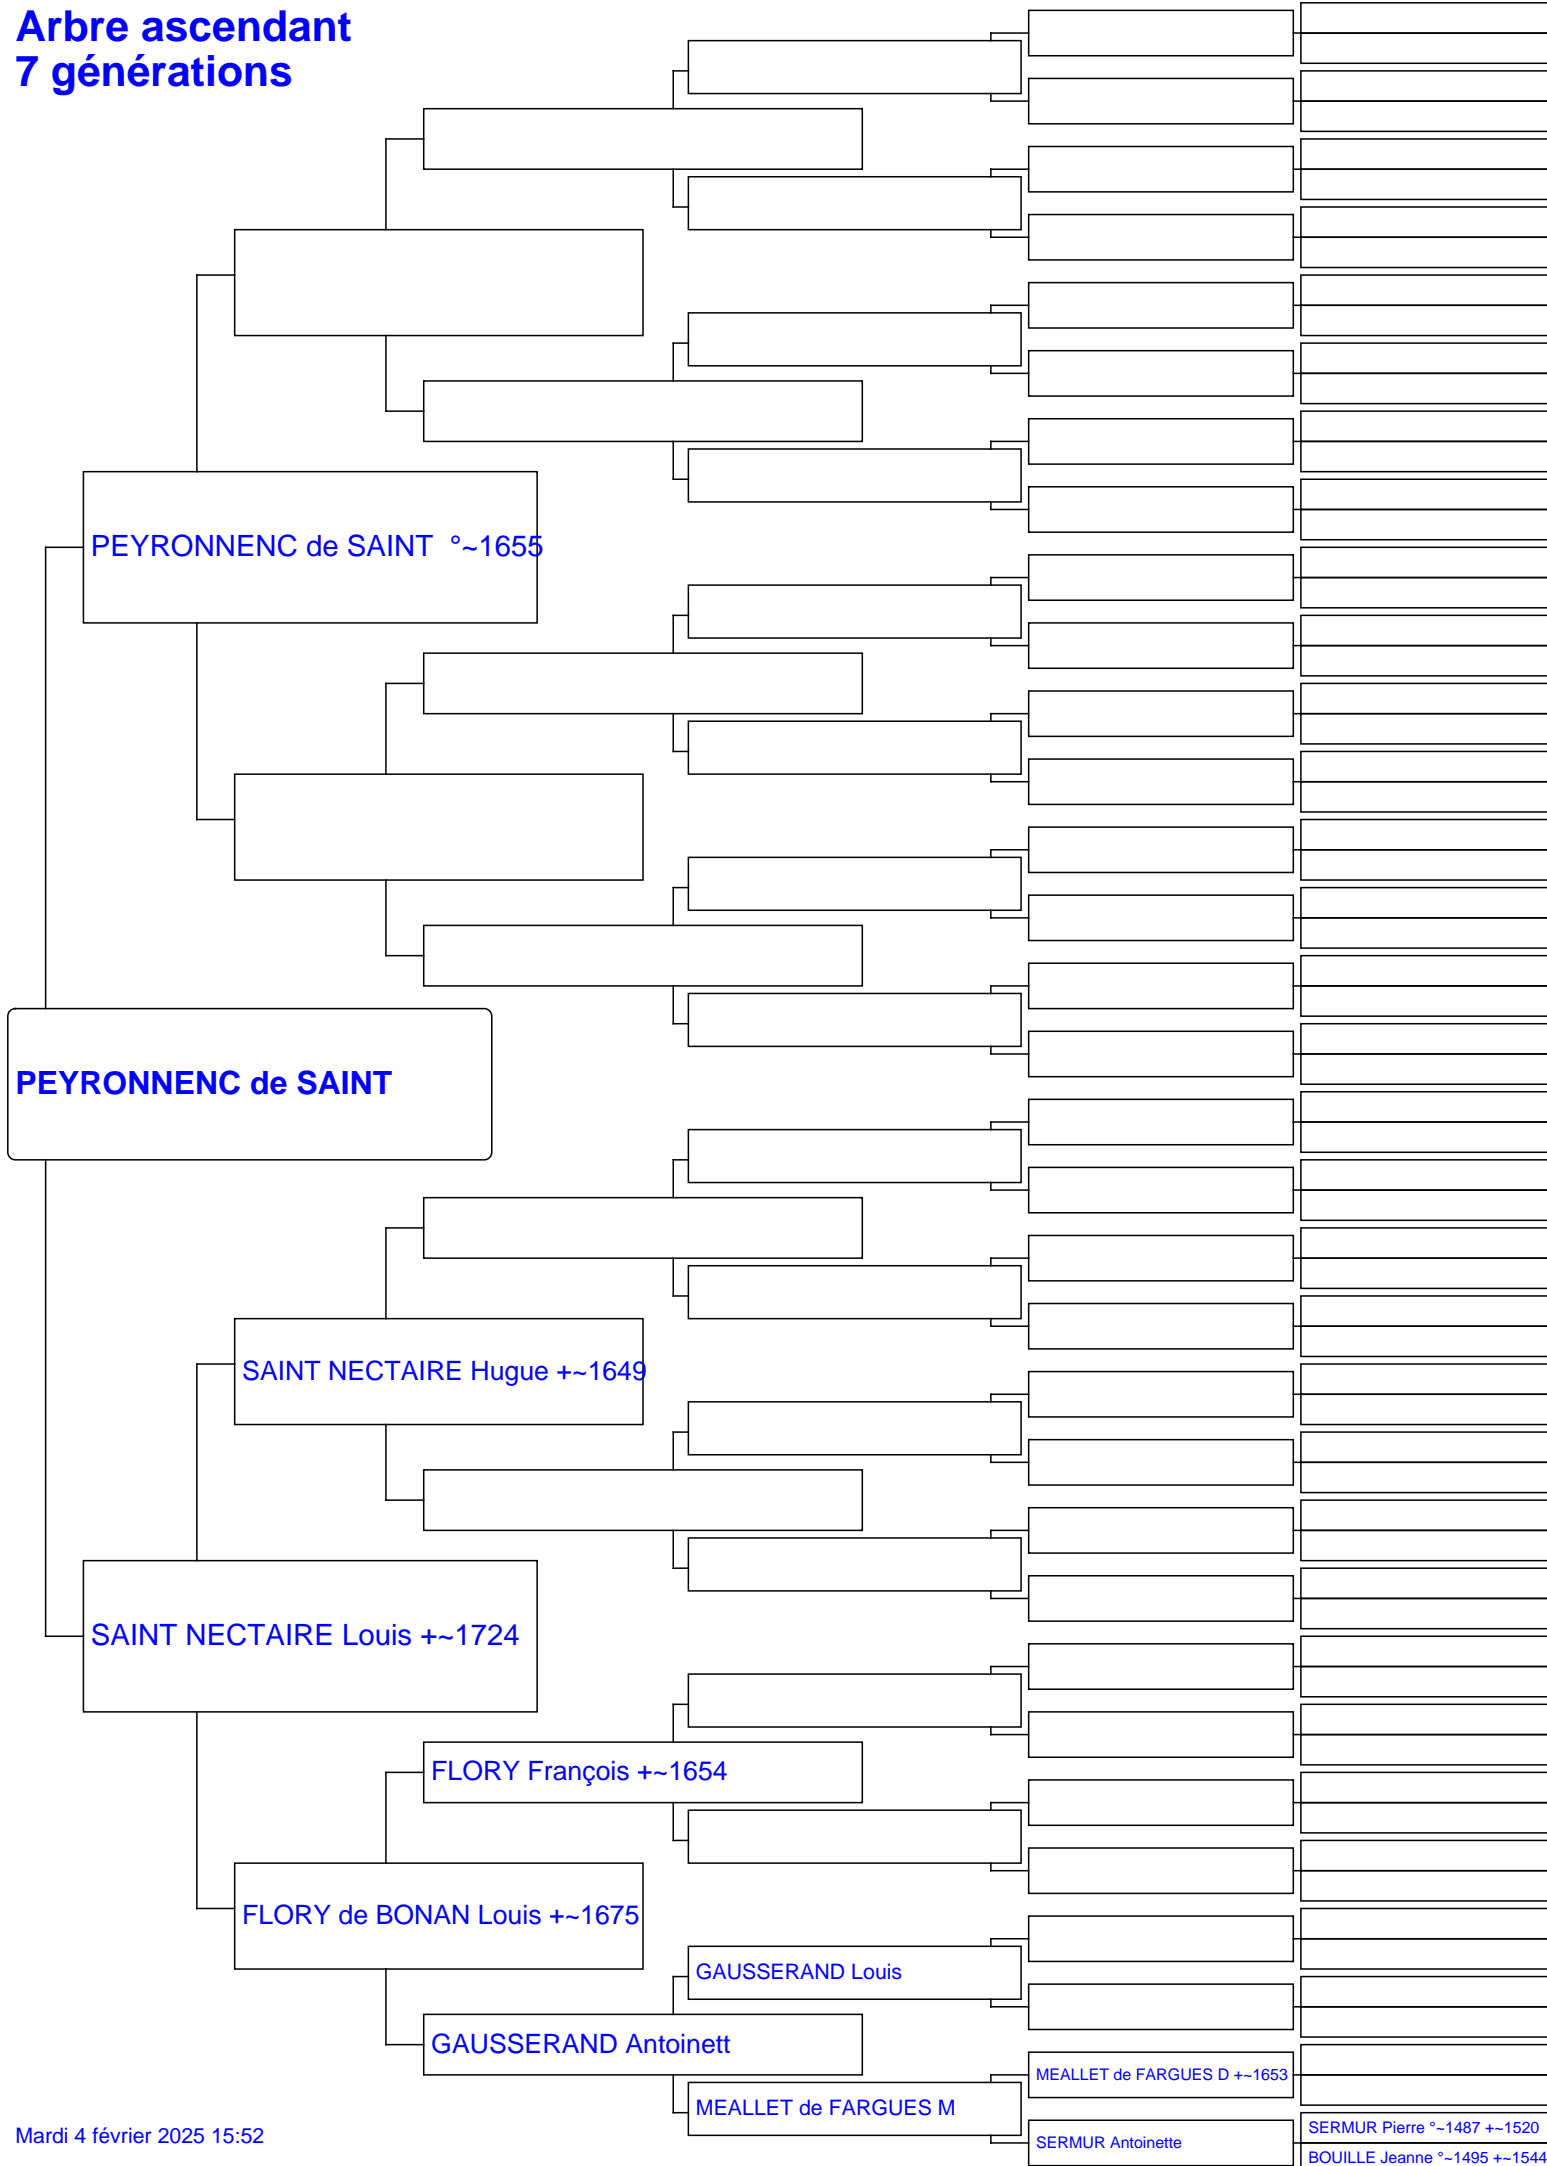 Arbre ascendant
7 générations
PEYRONNENC de SAINT °~1655
PEYRONNENC de SAINT
SAINT NECTAIRE Hugue +~1649
SAINT NECTAIRE Louis +~1724
FLORY François +~1654
FLORY de BONAN Louis +~1675
GAUSSERAND Louis
GAUSSERAND Antoinett
MEALLET de FARGUES D +~1653
MEALLET de FARGUES M
SERMUR Pierre °~1487 +~1520
SERMUR Antoinette
BOUILLE Jeanne °~1495 +~1544
Mardi 4 février 2025 15:52